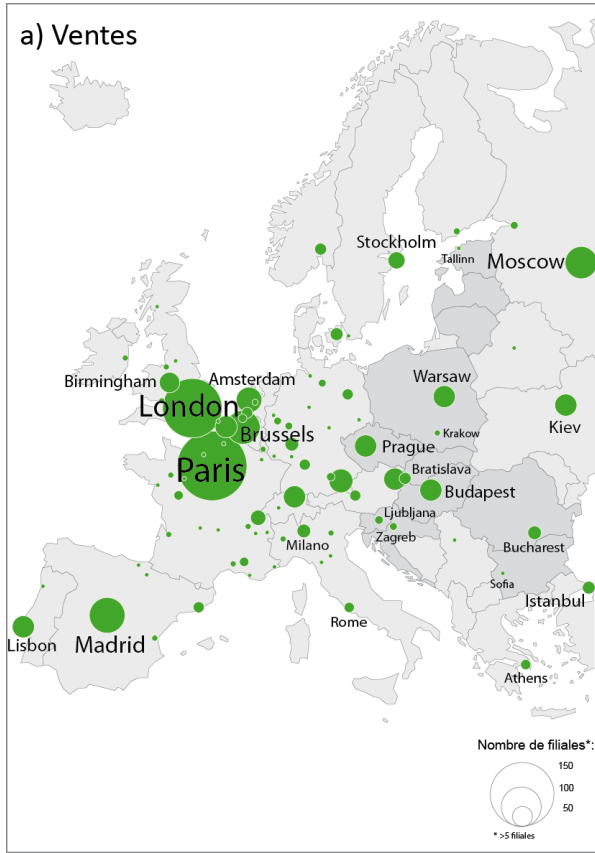 a) Ventes
Stockholm
Tallinn
Moscow
Birmingham
Amsterdam
Warsaw
London
Krakow
Kiev
Brussels
Prague
Paris
Bratislava
Budapest
Ljubljana
Zagreb
Milano
Bucharest
Sofia
Istanbul
Lisbon
Madrid
Rome
Athens
Nombre de filiales*:
150
100
50
* >5 filiales